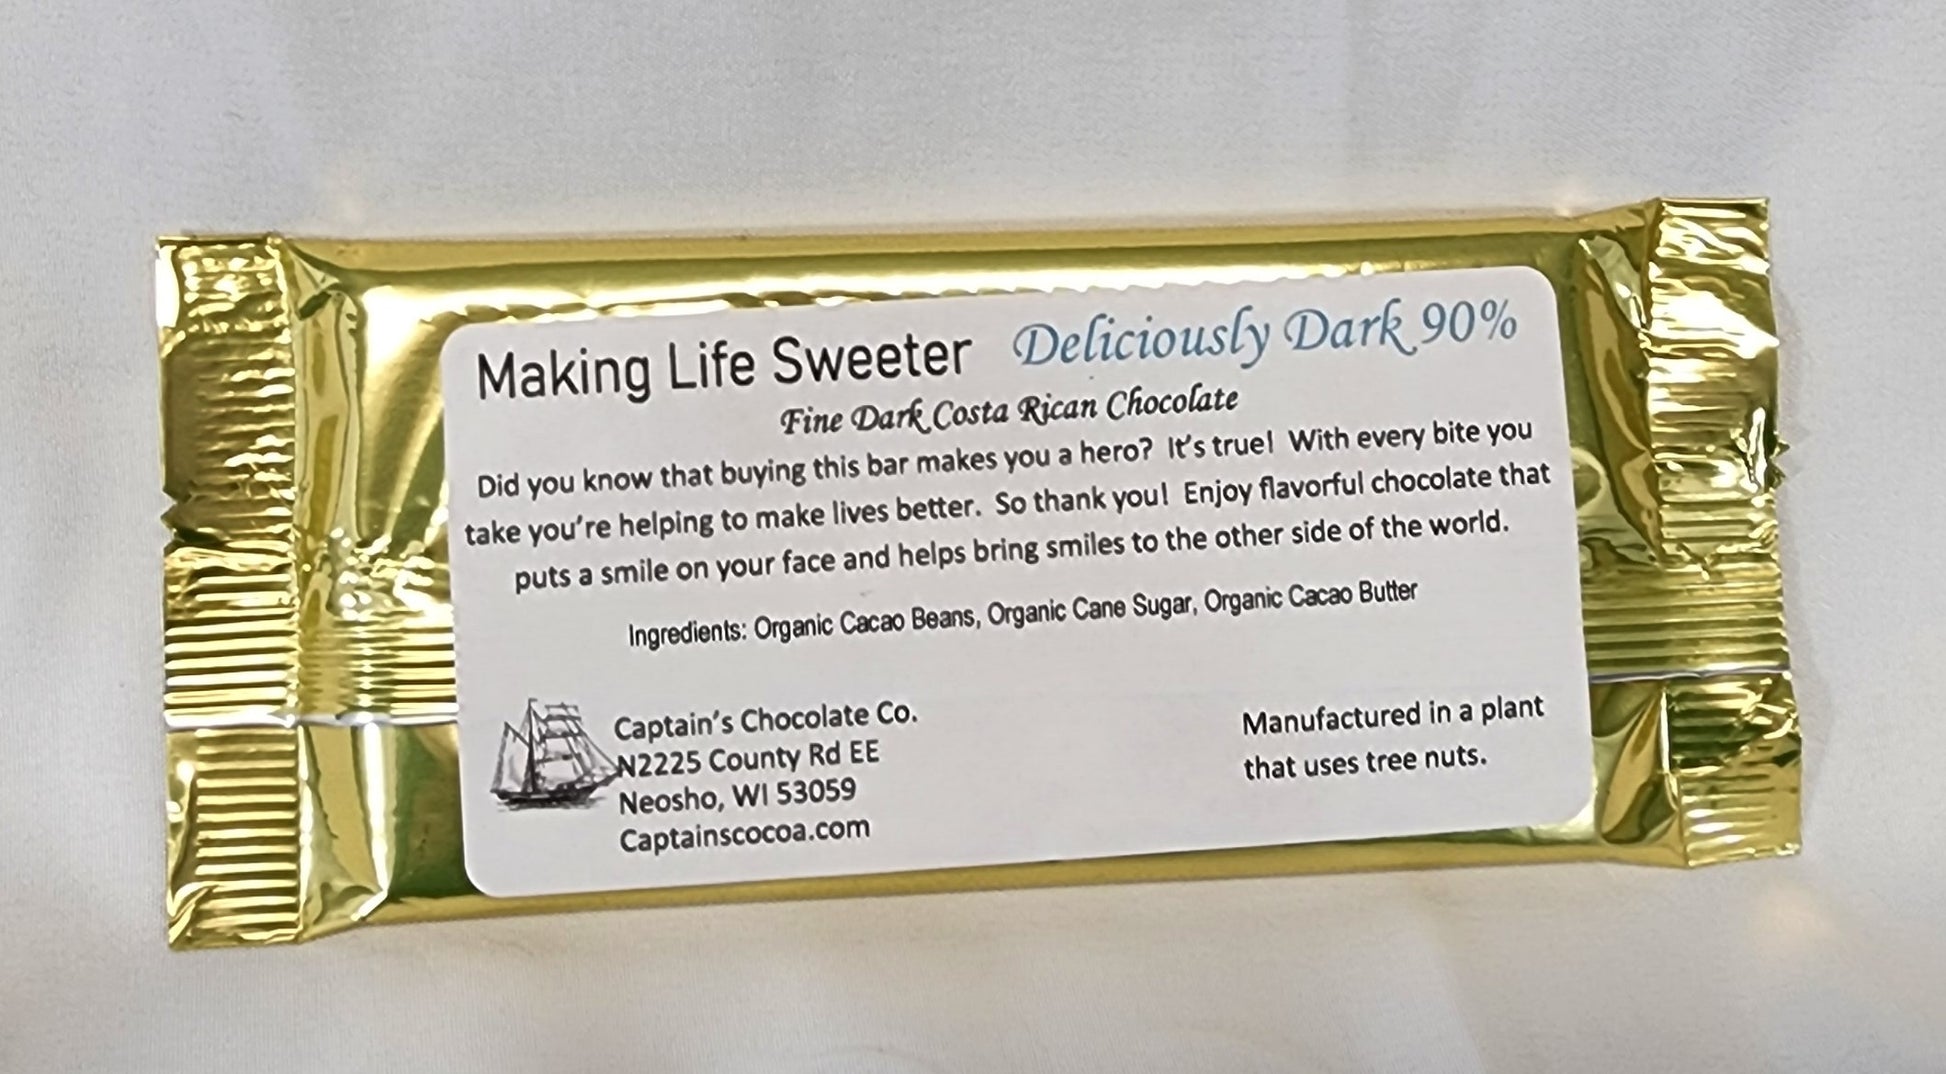 Making Life Sweeter Deliciously Dark 90%
Fine Dark Costa Rican Chocolate
Did you know that buying this bar makes you a hero? It's true! With every bite you
take you're helping to make lives better. So thank you! Enjoy flavorful chocolate that
puts a smile on your face and helps bring smiles to the other side of the world.
Ingredients: Organic Cacao Beans, Organic Cane Sugar, Organic Cacao Butter
Captain's Chocolate Co.
N2225 County Rd EE
Neosho, WI 53059
Captainscocoa.com
Manufactured in a plant
that uses tree nuts.